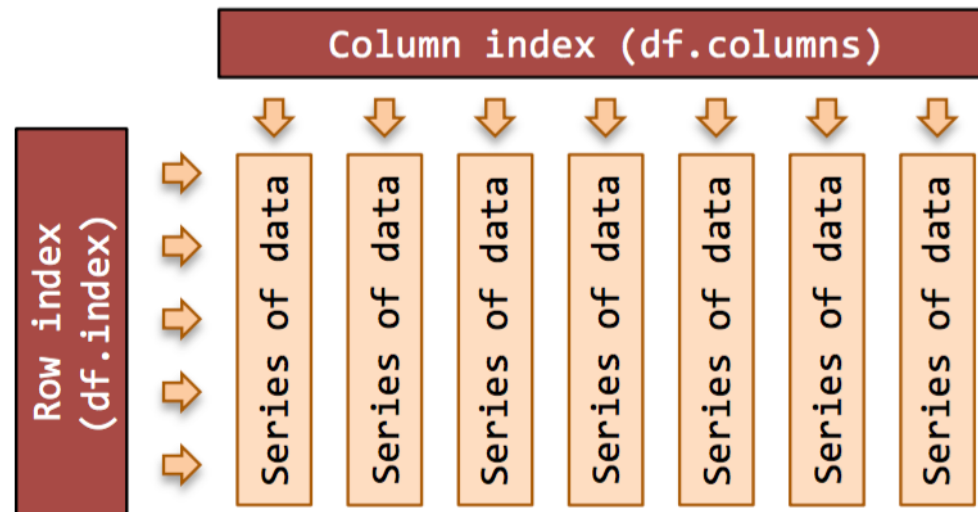 Column index (df.columns)
Row index
(df.index)
Series of data
Series of data
Series of data
Series of data
Series of data
Series of data
Series of data